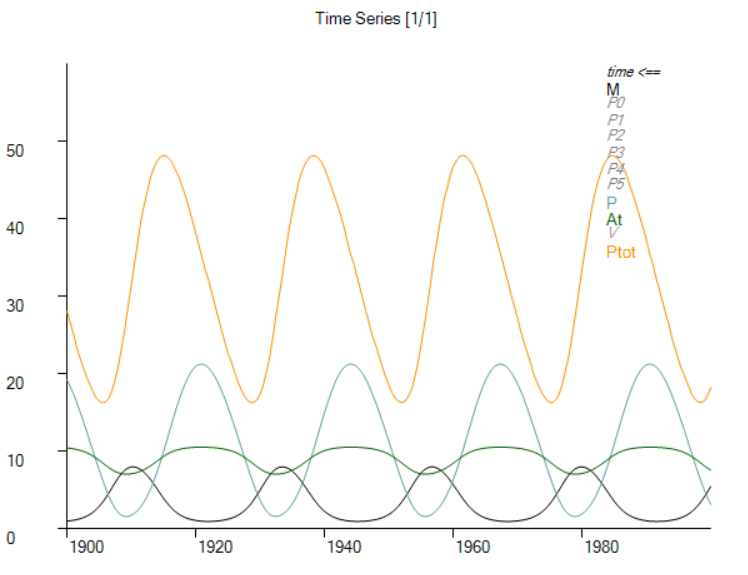 Time Series [1/1]
time <==
M
P0
P1
P2
P3
P4
P5
P
At
V
Ptot
50
40
30
20
10
0
1900
1920
1940
1960
1980